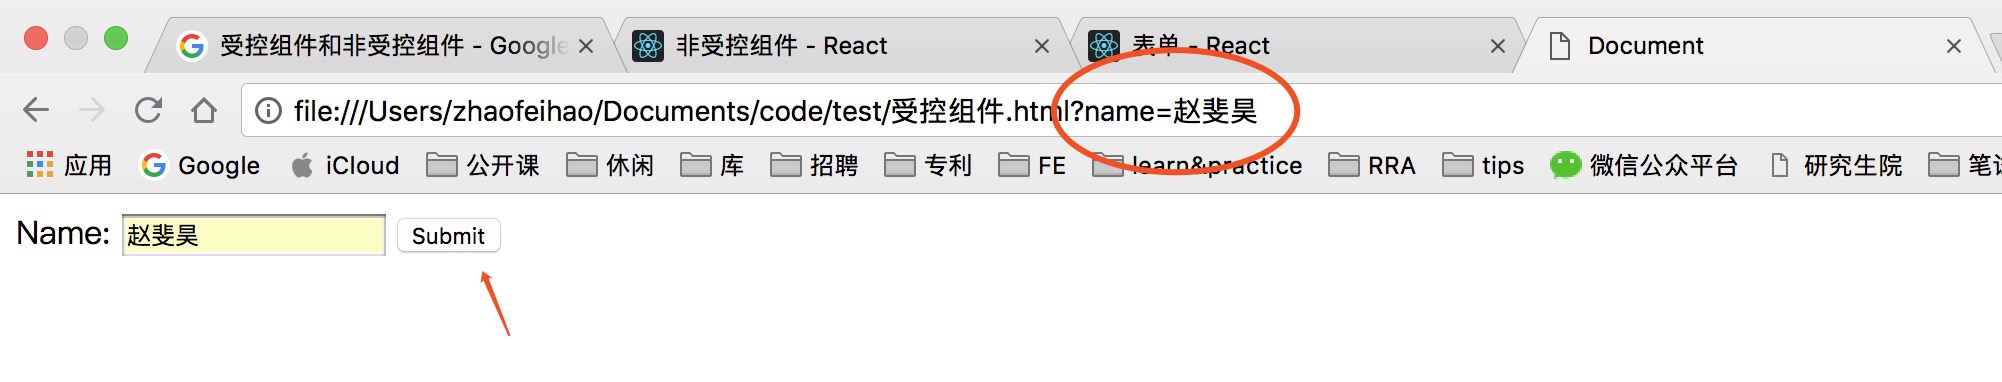 受控组件和非受控组件 - Google
非受控组件 - React
表单 - React
Document
file:///Users/zhaofeihao/Documents/code/test/受控组件.html?name=赵斐昊
应用 Google iCloud 公开课 休闲 库 招聘 专利 FE learn&practice RRA tips 微信公众平台 研究生院
Name: 赵斐昊 Submit